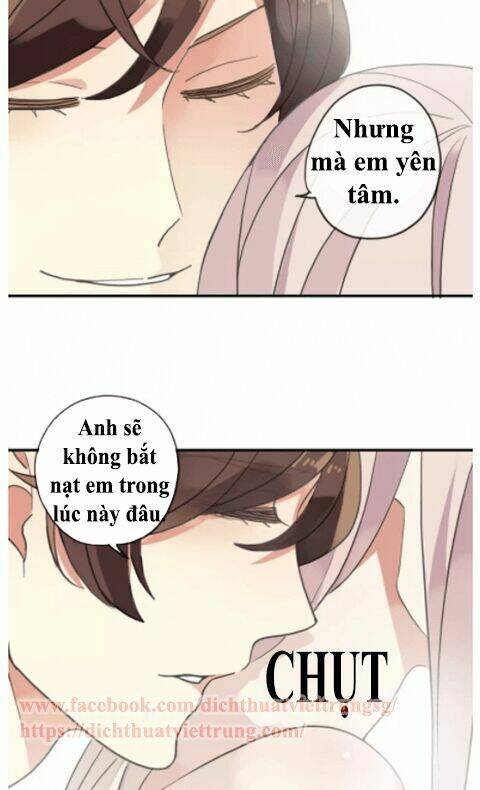 Nhưng
mà em yên
tâm.
Anh sẽ
không bắt
nạt em trong
lúc này đâu.
CHỤT
www.facebook.com/dichthuatviettrungsg/
https://dichthuatviettrung.com/